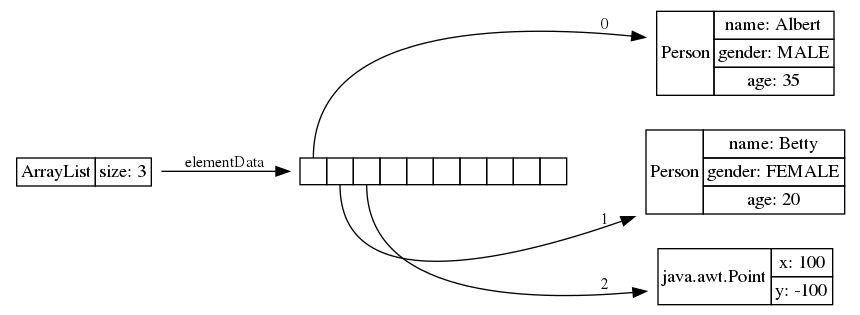 0
Person
name: Albert
gender: MALE
age: 35
ArrayList
size: 3
elementData
Person
name: Betty
gender: FEMALE
age: 20
1
2
java.awt.Point
x: 100
y: -100